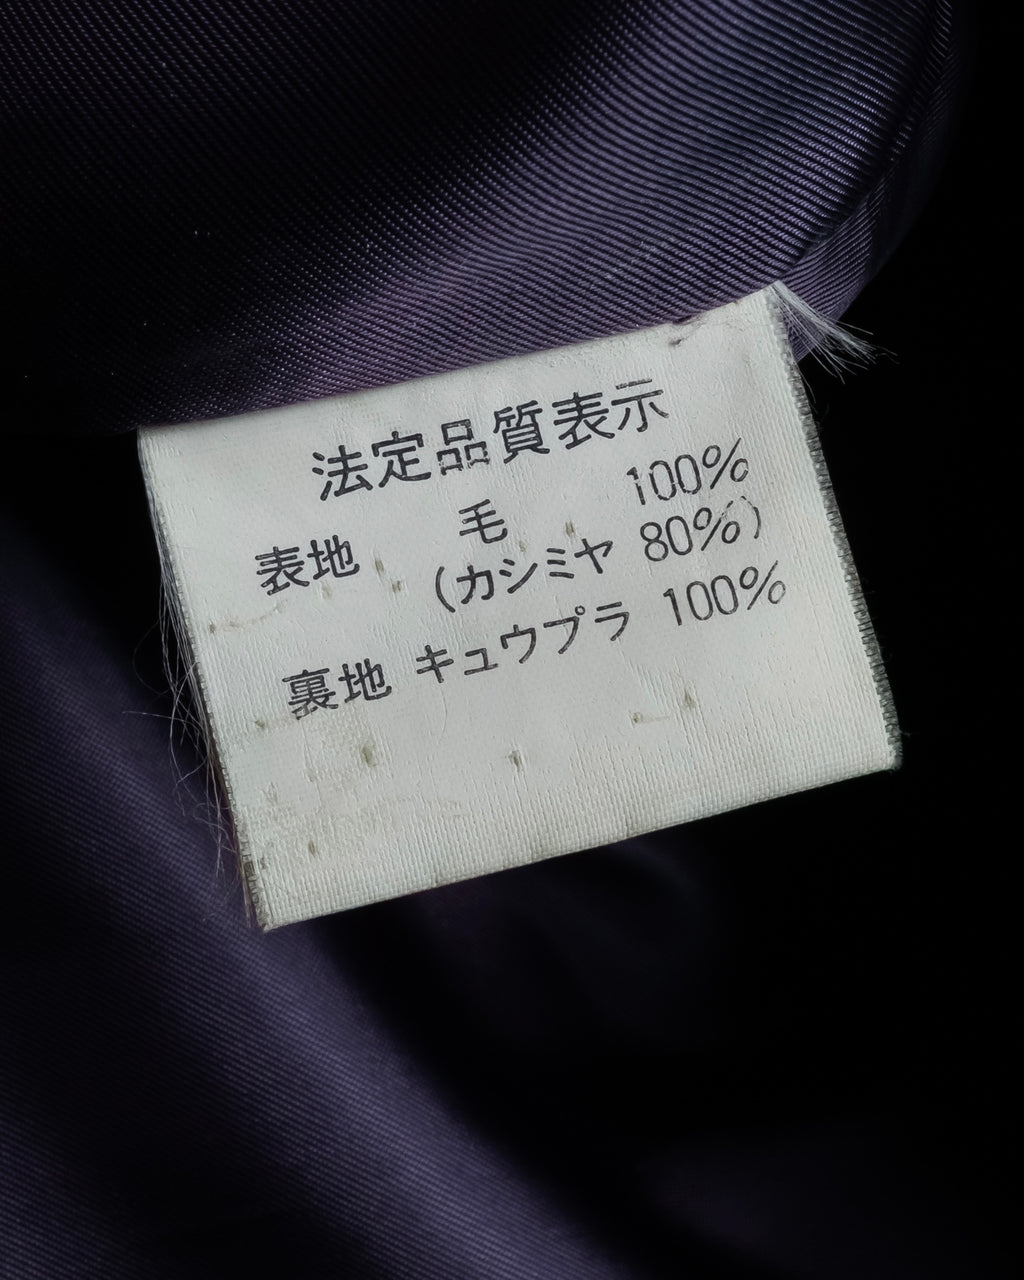 法定品質表示
表地 毛 100%
(カシミヤ 80%)
裏地 キュウプラ 100%